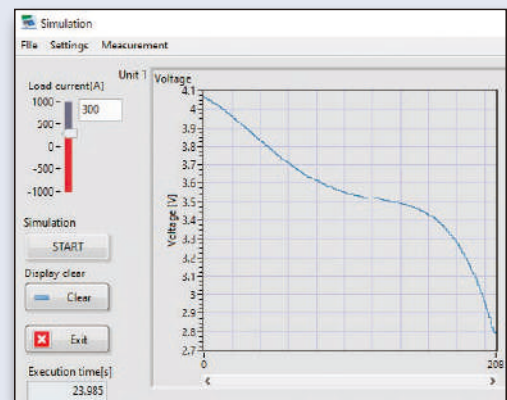 Simulation
File Settings Measurement
Unit 1
Load current[A]
1000
500
0
-500
-1000
300
Simulation
START
Display clear
Clear
Exit
Execution time[s]
23.985
Voltage
Voltage [V]
4.1
4
3.9
3.8
3.7
3.6
3.5
3.4
3.3
3.2
3.1
3
2.9
2.8
2.7
0
208